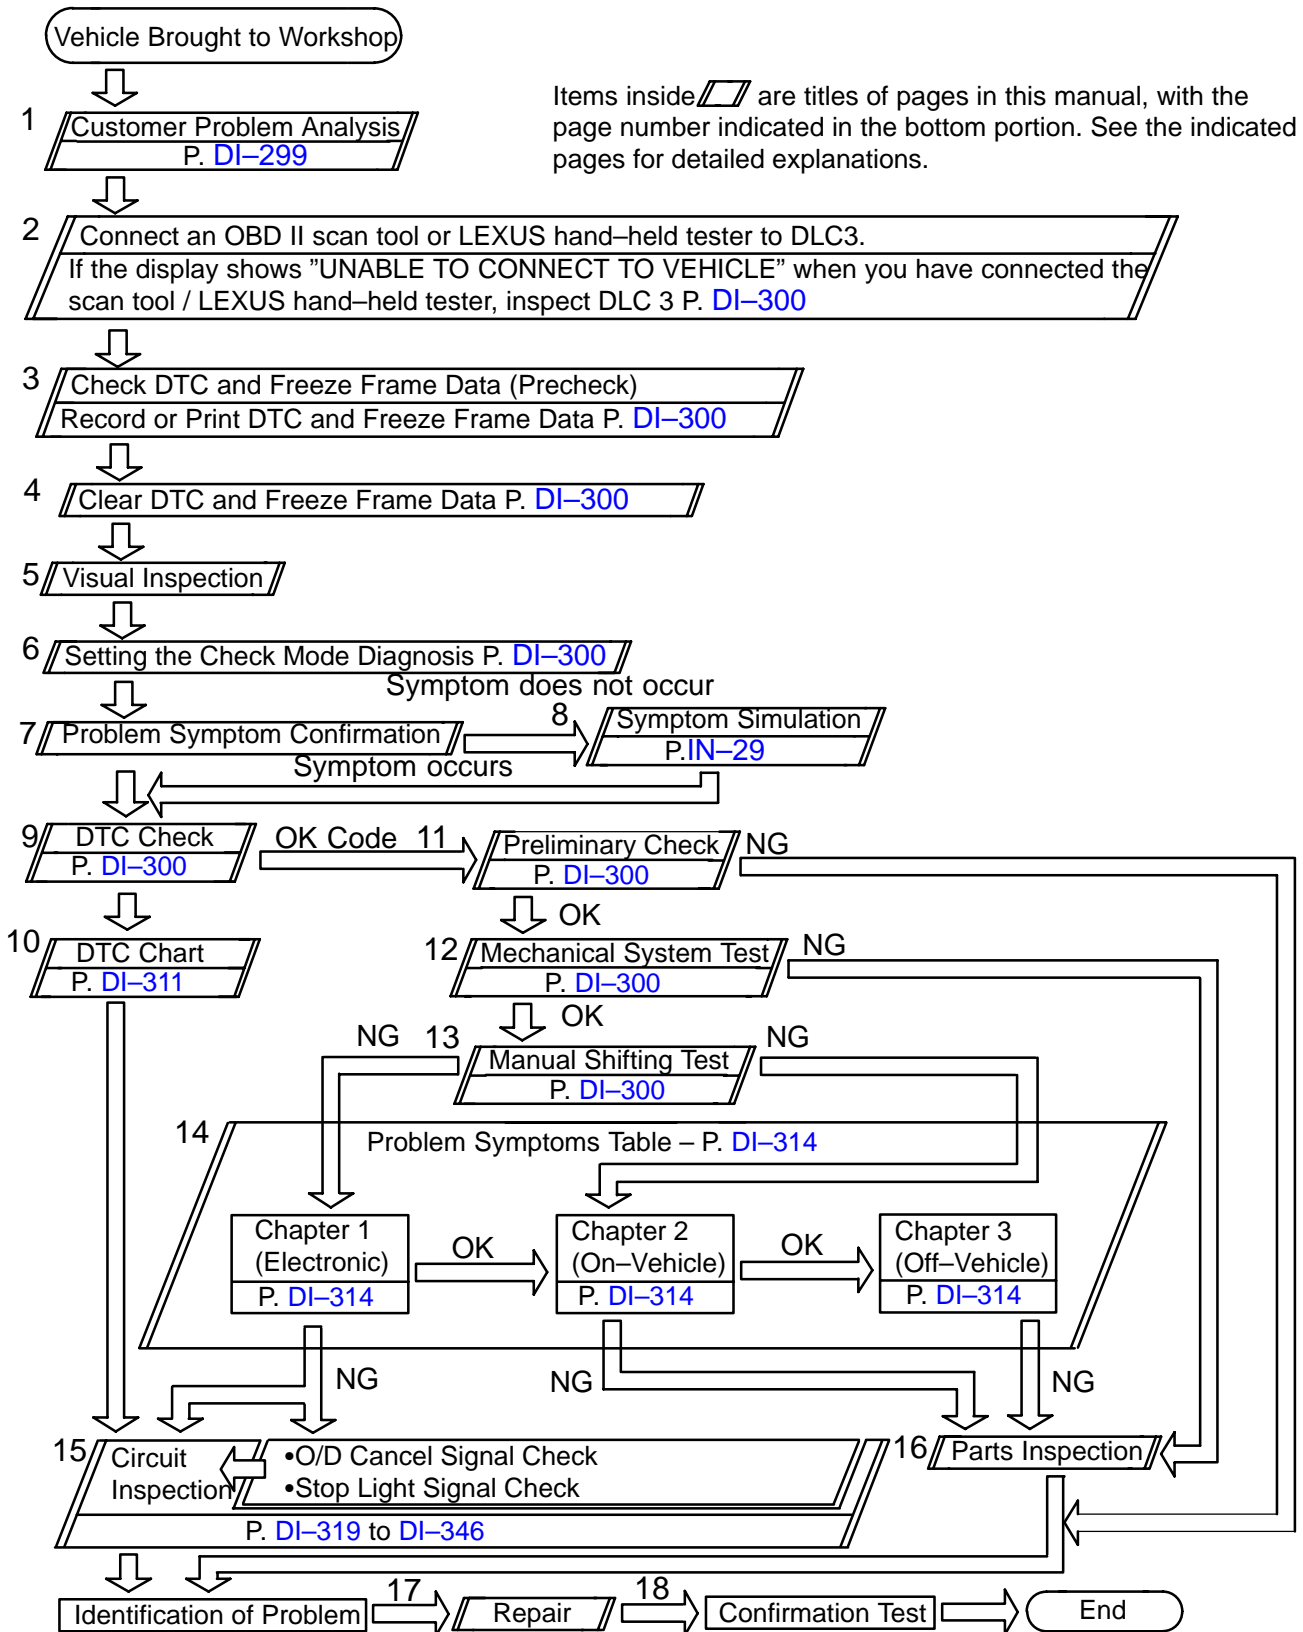 Vehicle Brought to Workshop
Items inside are titles of pages in this manual, with the
page number indicated in the bottom portion. See the indicated
pages for detailed explanations.
1
Customer Problem Analysis
P. DI–299
2
Connect an OBD II scan tool or LEXUS hand–held tester to DLC3.
If the display shows ”UNABLE TO CONNECT TO VEHICLE” when you have connected the
scan tool / LEXUS hand–held tester, inspect DLC 3 P. DI–300
3
Check DTC and Freeze Frame Data (Precheck)
Record or Print DTC and Freeze Frame Data P. DI–300
4
Clear DTC and Freeze Frame Data P. DI–300
5
Visual Inspection
6
Setting the Check Mode Diagnosis P. DI–300
Symptom does not occur
7
Problem Symptom Confirmation
8
Symptom Simulation
P.IN–29
Symptom occurs
9
DTC Check
P. DI–300
OK Code
11
Preliminary Check
P. DI–300
NG
OK
10
DTC Chart
P. DI–311
12
Mechanical System Test
P. DI–300
NG
OK
NG
13
Manual Shifting Test
P. DI–300
NG
14
Problem Symptoms Table – P. DI–314
Chapter 1
(Electronic)
P. DI–314
OK
Chapter 2
(On–Vehicle)
P. DI–314
OK
Chapter 3
(Off–Vehicle)
P. DI–314
NG
NG
NG
15
Circuit
Inspection
•O/D Cancel Signal Check
•Stop Light Signal Check
P. DI–319 to DI–346
16
Parts Inspection
Identification of Problem
17
Repair
18
Confirmation Test
End